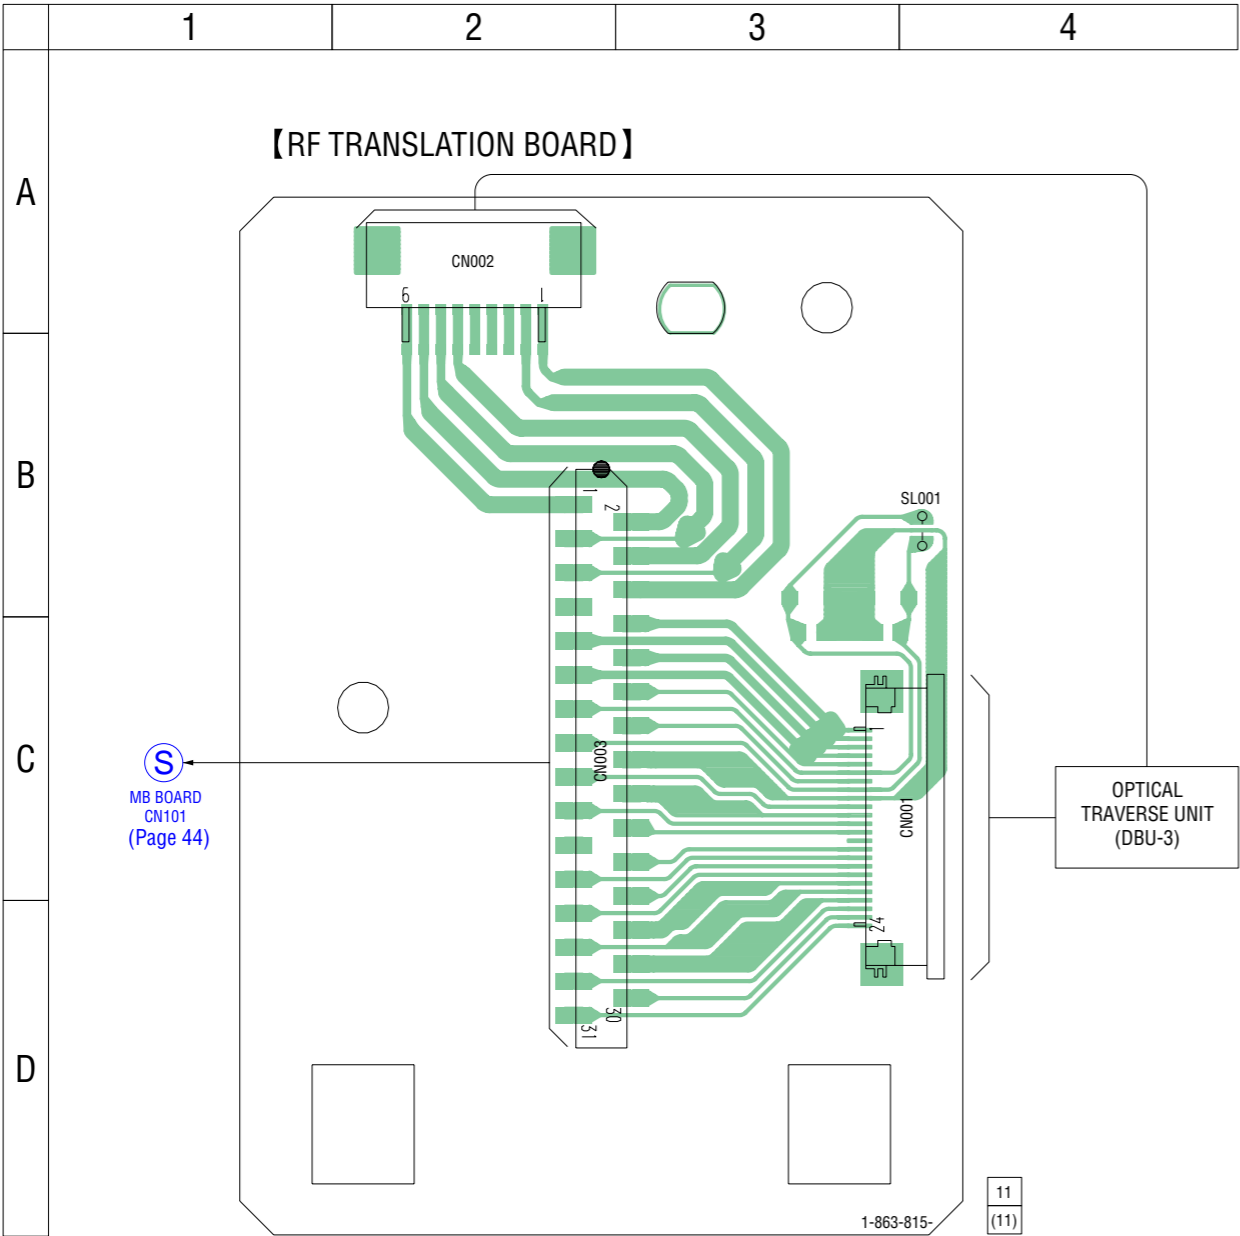 1 2 3 4
A
B
C
D
【RF TRANSLATION BOARD】
CN002
9 1
1
2
SL001
CN003
1
CN001
24
30
31
S
MB BOARD
CN101
(Page 44)
OPTICAL
TRAVERSE UNIT
(DBU-3)
1-863-815-
11
(11)